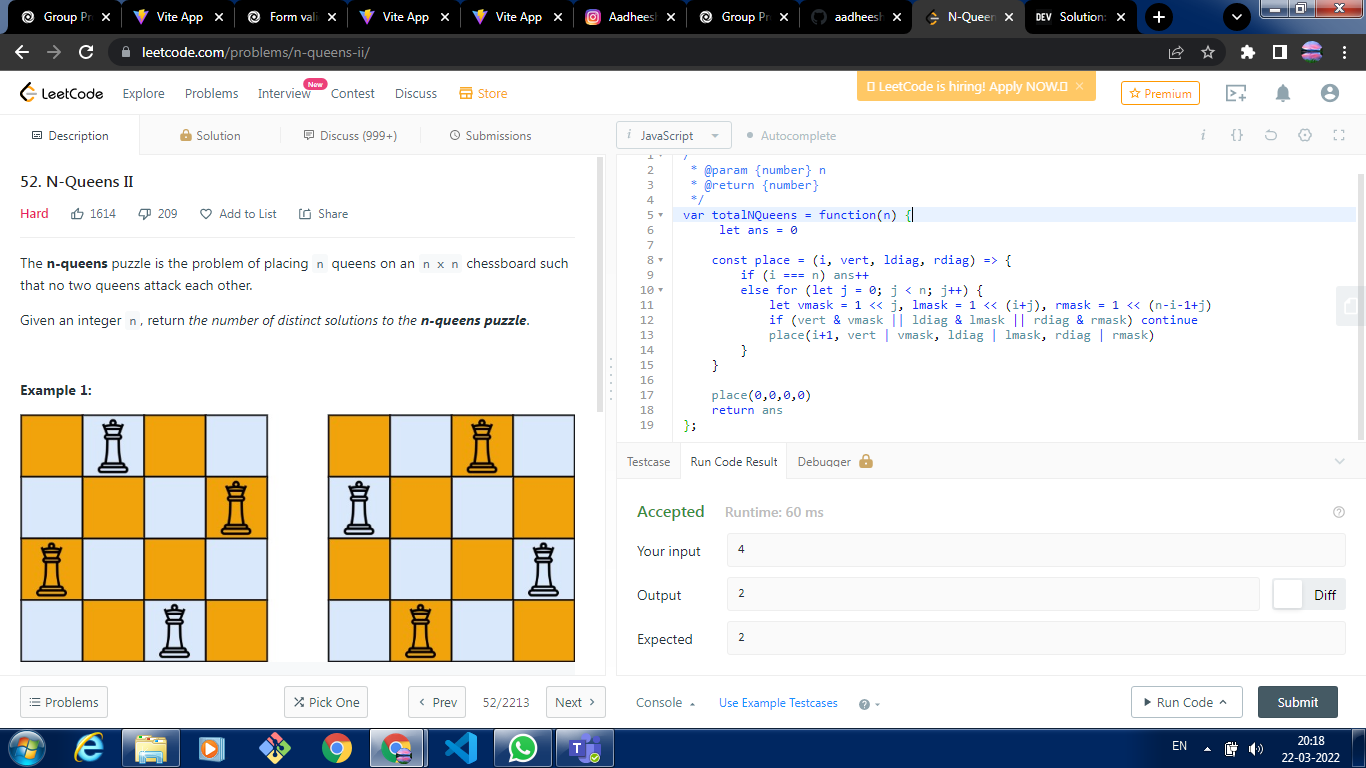 Group Pr
Vite App
Form vali
Vite App
Vite App
Aadheesh
Group Pr
aadheesh
N-Queen
DEV Solution:
leetcode.com/problems/n-queens-ii/
LeetCode Explore Problems Interview New Contest Discuss Store
LeetCode is hiring! Apply NOW.
Premium
Description Solution Discuss (999+) Submissions
i JavaScript Autocomplete
52. N-Queens II
Hard 1614 209 Add to List Share
The n-queens puzzle is the problem of placing n queens on an n x n chessboard such
that no two queens attack each other.
Given an integer n, return the number of distinct solutions to the n-queens puzzle.
Example 1:
1 /
2 * @param {number} n
3 * @return {number}
4 */
5 var totalNQueens = function(n) {
6 let ans = 0
7
8 const place = (i, vert, ldiag, rdiag) => {
9 if (i === n) ans++
10 else for (let j = 0; j < n; j++) {
11 let vmask = 1 << j, lmask = 1 << (i+j), rmask = 1 << (n-i-1+j)
12 if (vert & vmask || ldiag & lmask || rdiag & rmask) continue
13 place(i+1, vert | vmask, ldiag | lmask, rdiag | rmask)
14 }
15 }
16
17 place(0,0,0,0)
18 return ans
19 };
Testcase Run Code Result Debugger
Accepted Runtime: 60 ms
Your input 4
Output 2 Diff
Expected 2
Problems Pick One Prev 52/2213 Next
Console Use Example Testcases Run Code Submit
EN
20:18
22-03-2022